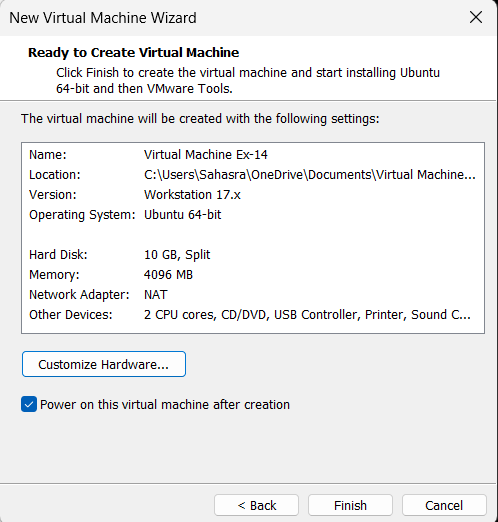 New Virtual Machine Wizard
Ready to Create Virtual Machine
Click Finish to create the virtual machine and start installing Ubuntu
64-bit and then VMware Tools.
The virtual machine will be created with the following settings:
Name: Virtual Machine Ex-14
Location: C:\Users\Sahasra\OneDrive\Documents\Virtual Machine...
Version: Workstation 17.x
Operating System: Ubuntu 64-bit
Hard Disk: 10 GB, Split
Memory: 4096 MB
Network Adapter: NAT
Other Devices: 2 CPU cores, CD/DVD, USB Controller, Printer, Sound C...
Customize Hardware...
Power on this virtual machine after creation
< Back Finish Cancel